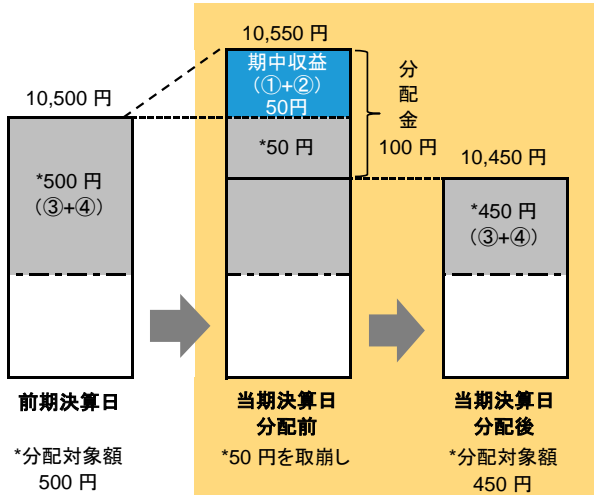 10,550 円
期中収益
(①+②)
50円
分
配
金
100 円
10,500 円
*50 円
10,450 円
*500 円
(③+④)
*450 円
(③+④)
前期決算日
当期決算日
分配前
当期決算日
分配後
*分配対象額
500 円
*50 円を取崩し
*分配対象額
450 円